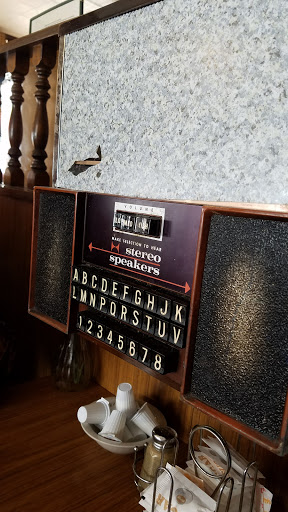 VOLUME
MAKE SELECTION TO HEAR
stereo
speakers
ABCDEFGHJK
LMNPQRSTUV
12345678